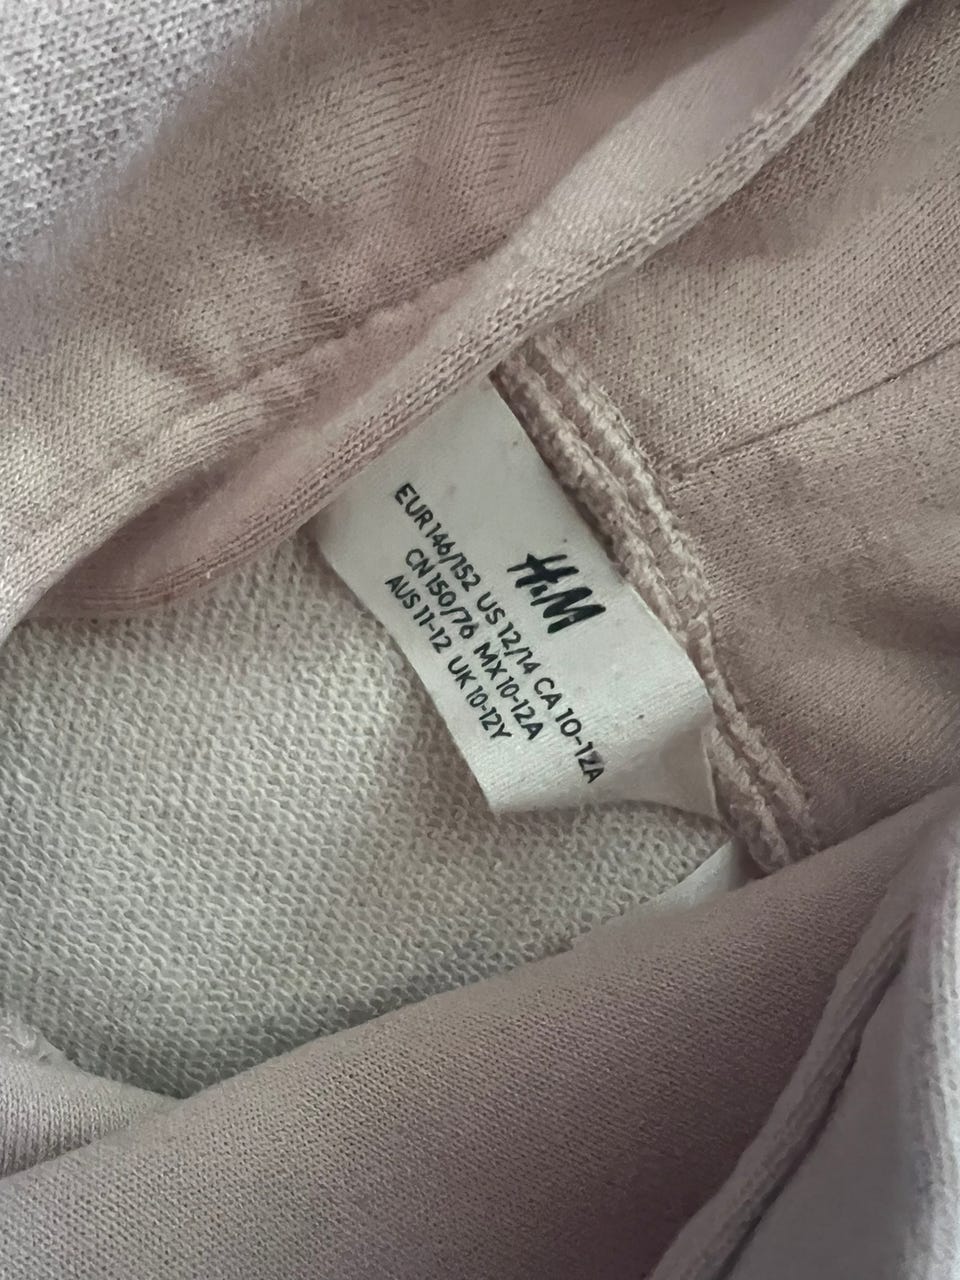 H&M
EUR 146/152 US 12/14 CA 10-12A
CN 150/76 MX 10-12A
AUS 11-12 UK 10-12Y